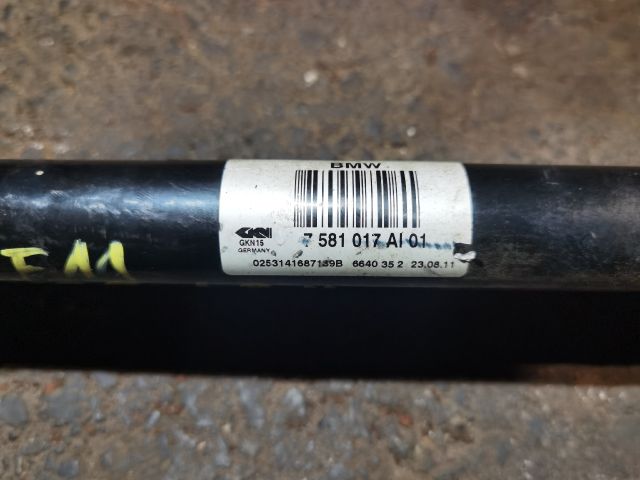 BMW
GKN
GKN15
GERMANY
7 581 017 AI 01
0253141687139B 6640 35 2 23.08.11